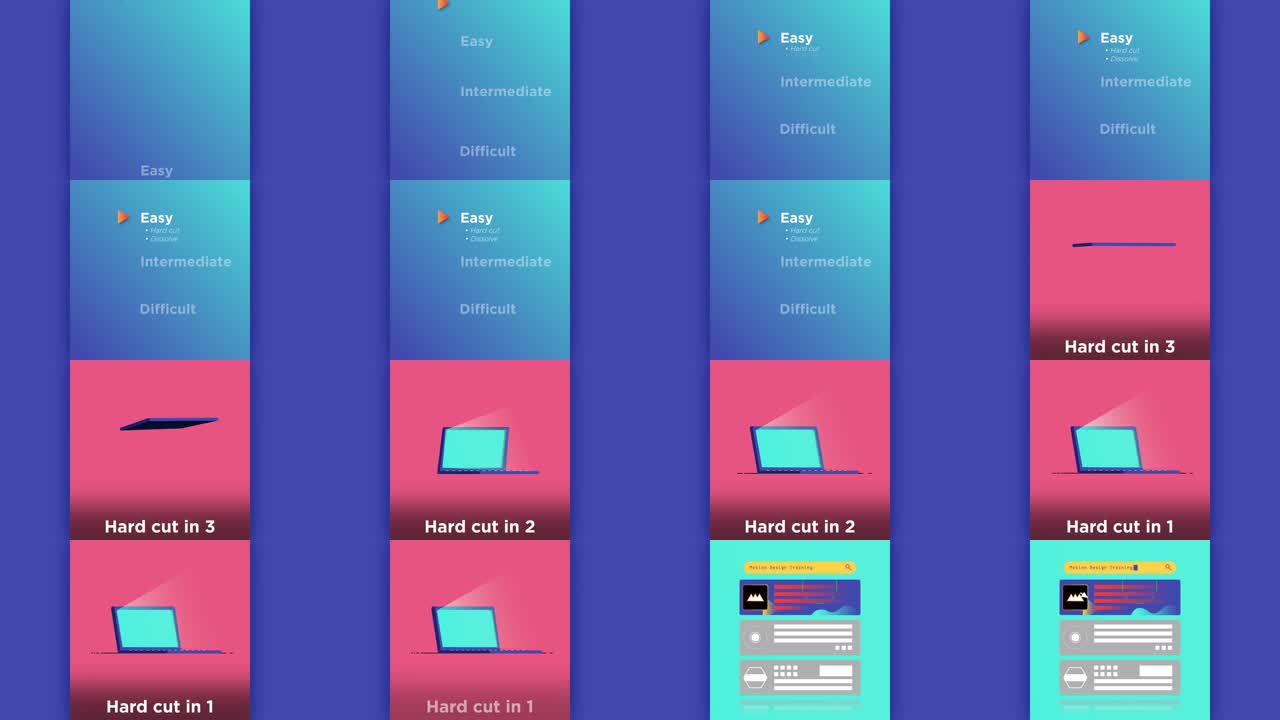 Easy
Easy
Intermediate
Difficult
Easy
• Hard cut
Intermediate
Difficult
Easy
• Hard cut
• Dissolve
Intermediate
Difficult
Easy
• Hard cut
• Dissolve
Intermediate
Difficult
Easy
• Hard cut
• Dissolve
Intermediate
Difficult
Easy
• Hard cut
• Dissolve
Intermediate
Difficult
Hard cut in 3
Hard cut in 3
Hard cut in 2
Hard cut in 2
Hard cut in 1
Hard cut in 1
Hard cut in 1
Motion Design Training
Motion Design Training